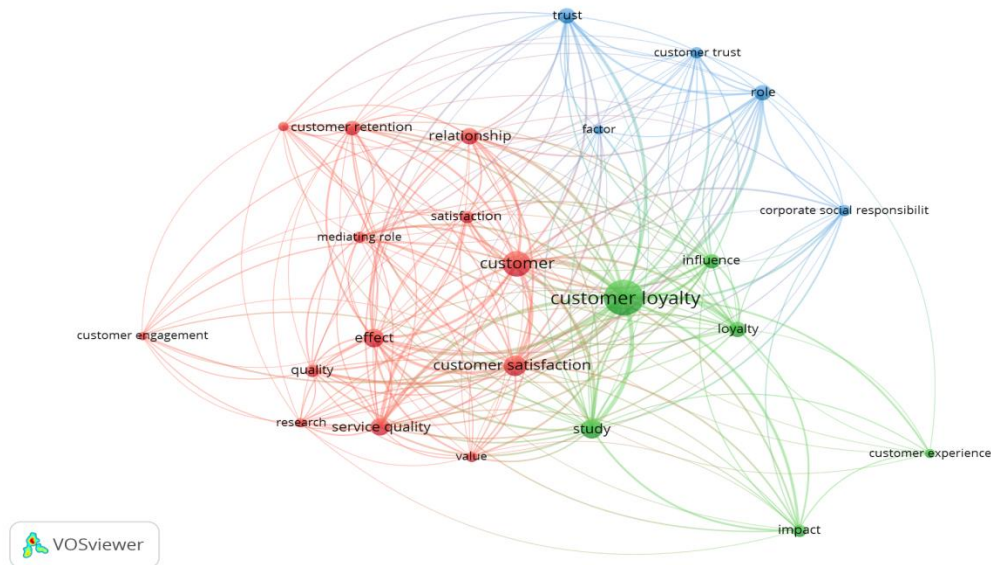 trust
customer trust
role
customer retention
relationship
factor
satisfaction
corporate social responsibilit
mediating role
customer
influence
customer loyalty
loyalty
customer engagement
effect
customer satisfaction
quality
research
service quality
study
value
customer experience
impact
VOSviewer